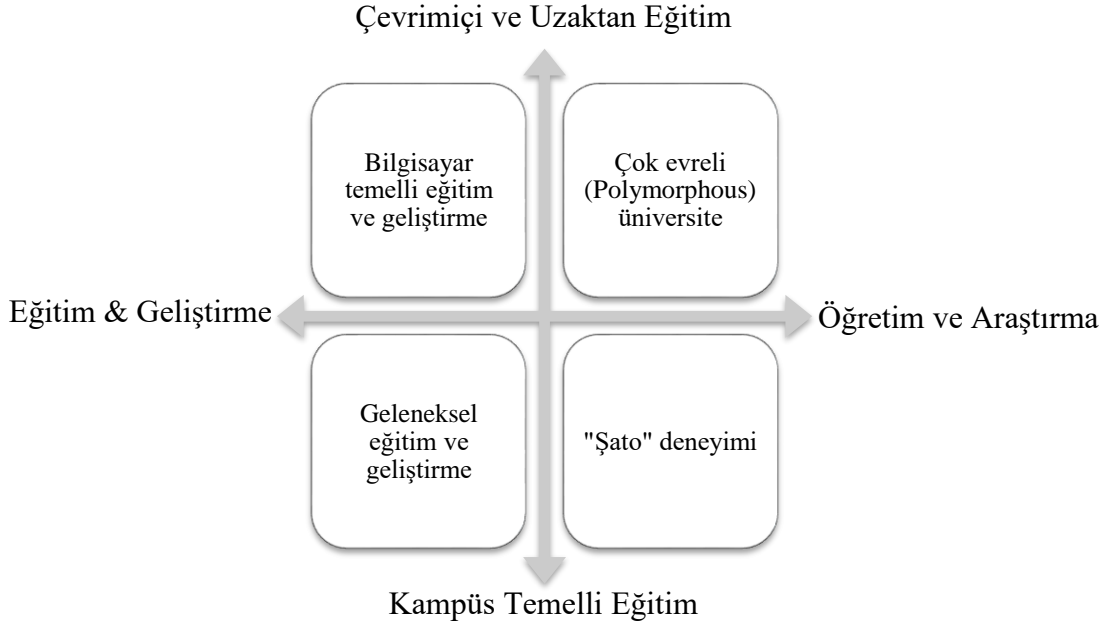 Çevrimiçi ve Uzaktan Eğitim
Bilgisayar
temelli eğitim
ve geliştirme
Çok evreli
(Polymorphous)
üniversite
Eğitim & Geliştirme
Öğretim ve Araştırma
Geleneksel
eğitim ve
geliştirme
"Şato" deneyimi
Kampüs Temelli Eğitim